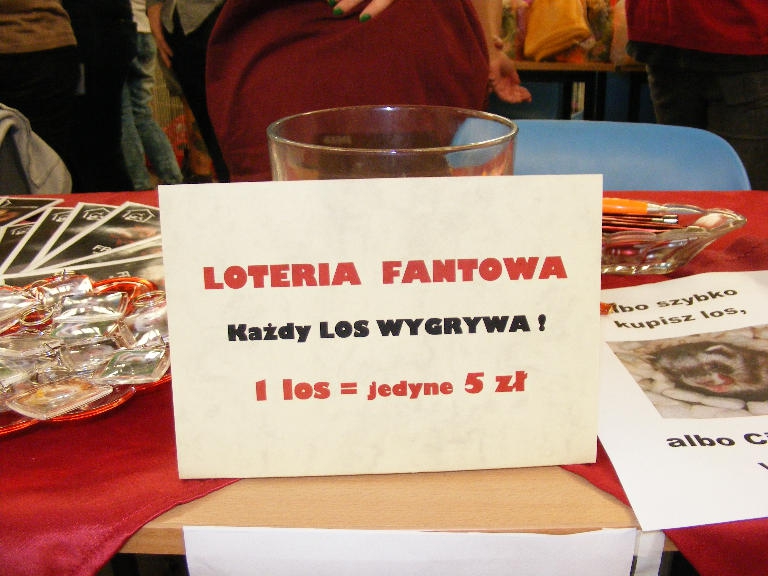 LOTERIA FANTOWA
Każdy LOS WYGRYWA !
1 los = jedyne 5 zł
albo szybko
kupisz los,
albo